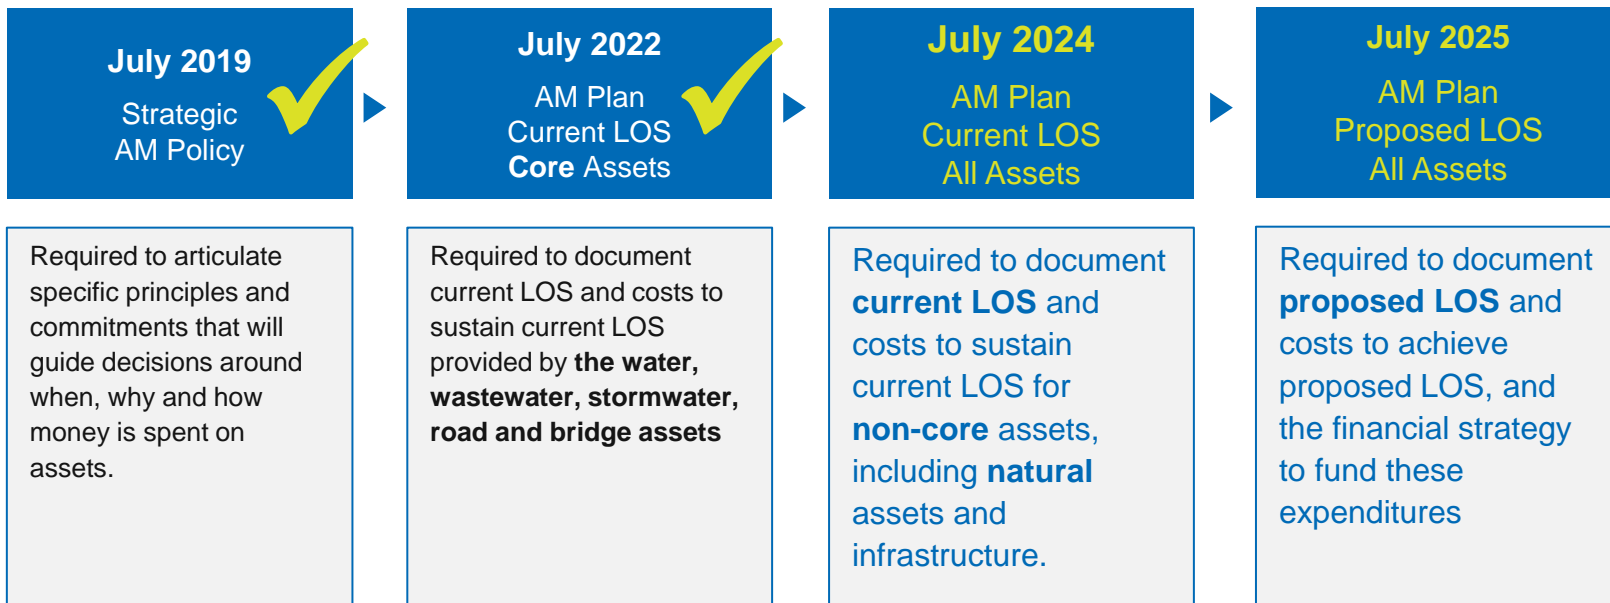 July 2019
Strategic
AM Policy
July 2022
AM Plan
Current LOS
Core Assets
July 2024
AM Plan
Current LOS
All Assets
July 2025
AM Plan
Proposed LOS
All Assets
Required to articulate
specific principles and
commitments that will
guide decisions around
when, why and how
money is spent on
assets.
Required to document
current LOS and costs to
sustain current LOS
provided by the water,
wastewater, stormwater,
road and bridge assets
Required to document
current LOS and
costs to sustain
current LOS for
non-core assets,
including natural
assets and
infrastructure.
Required to document
proposed LOS and
costs to achieve
proposed LOS, and
the financial strategy
to fund these
expenditures